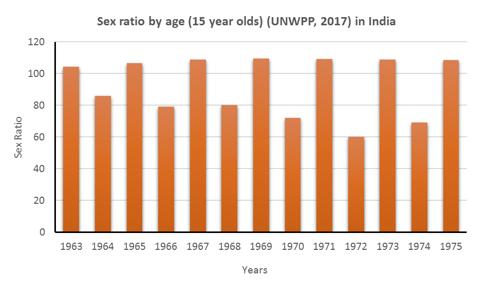 Sex ratio by age (15 year olds) (UNWPP, 2017) in India
120
100
80
60
40
20
0
Sex Ratio
1963 1964 1965 1966 1967 1968 1969 1970 1971 1972 1973 1974 1975
Years